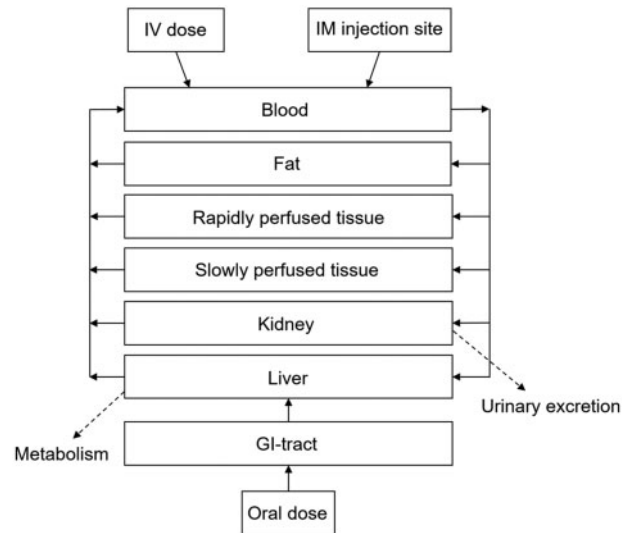 IV dose
IM injection site
Blood
Fat
Rapidly perfused tissue
Slowly perfused tissue
Kidney
Liver
Urinary excretion
Metabolism
GI-tract
Oral dose